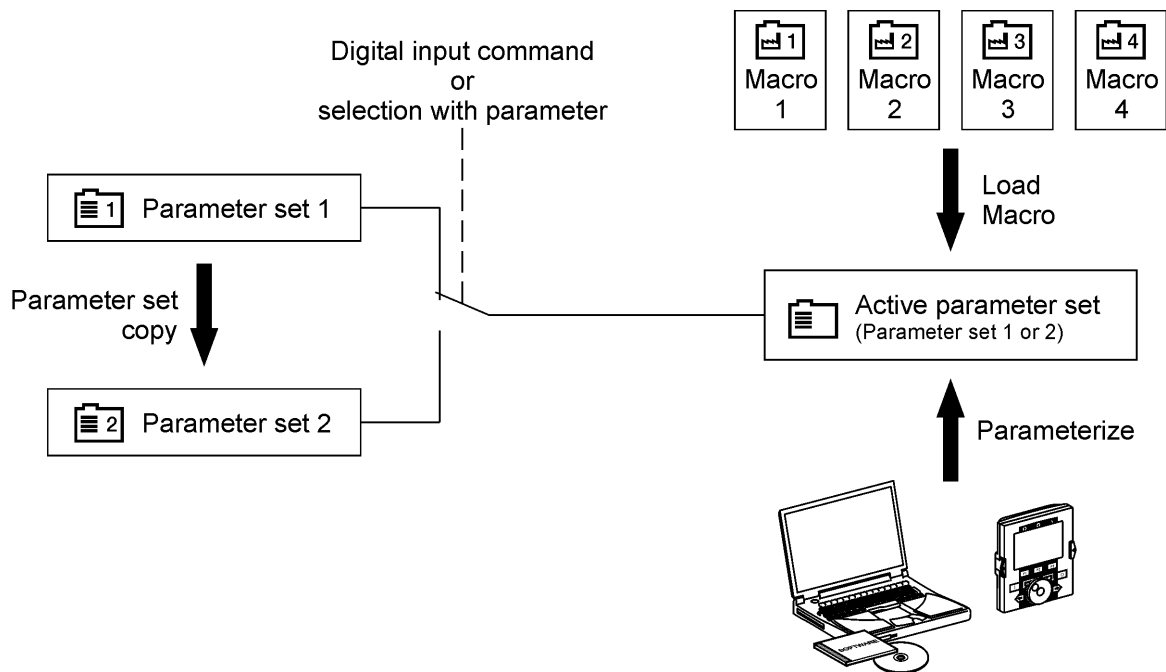 Digital input command
or
selection with parameter
1
Macro
1
2
Macro
2
3
Macro
3
4
Macro
4
Load
Macro
1 Parameter set 1
Parameter set
copy
2 Parameter set 2
Active parameter set
(Parameter set 1 or 2)
Parameterize
SOFTWARE